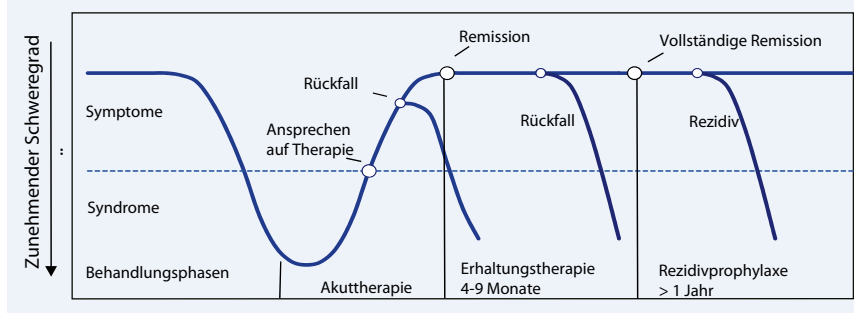 Zunehmender Schweregrad
..
Remission
Vollständige Remission
Rückfall
Symptome
Rückfall
Rezidiv
Ansprechen
auf Therapie
Syndrome
Behandlungsphasen
Akuttherapie
Erhaltungstherapie
4-9 Monate
Rezidivprophylaxe
> 1 Jahr